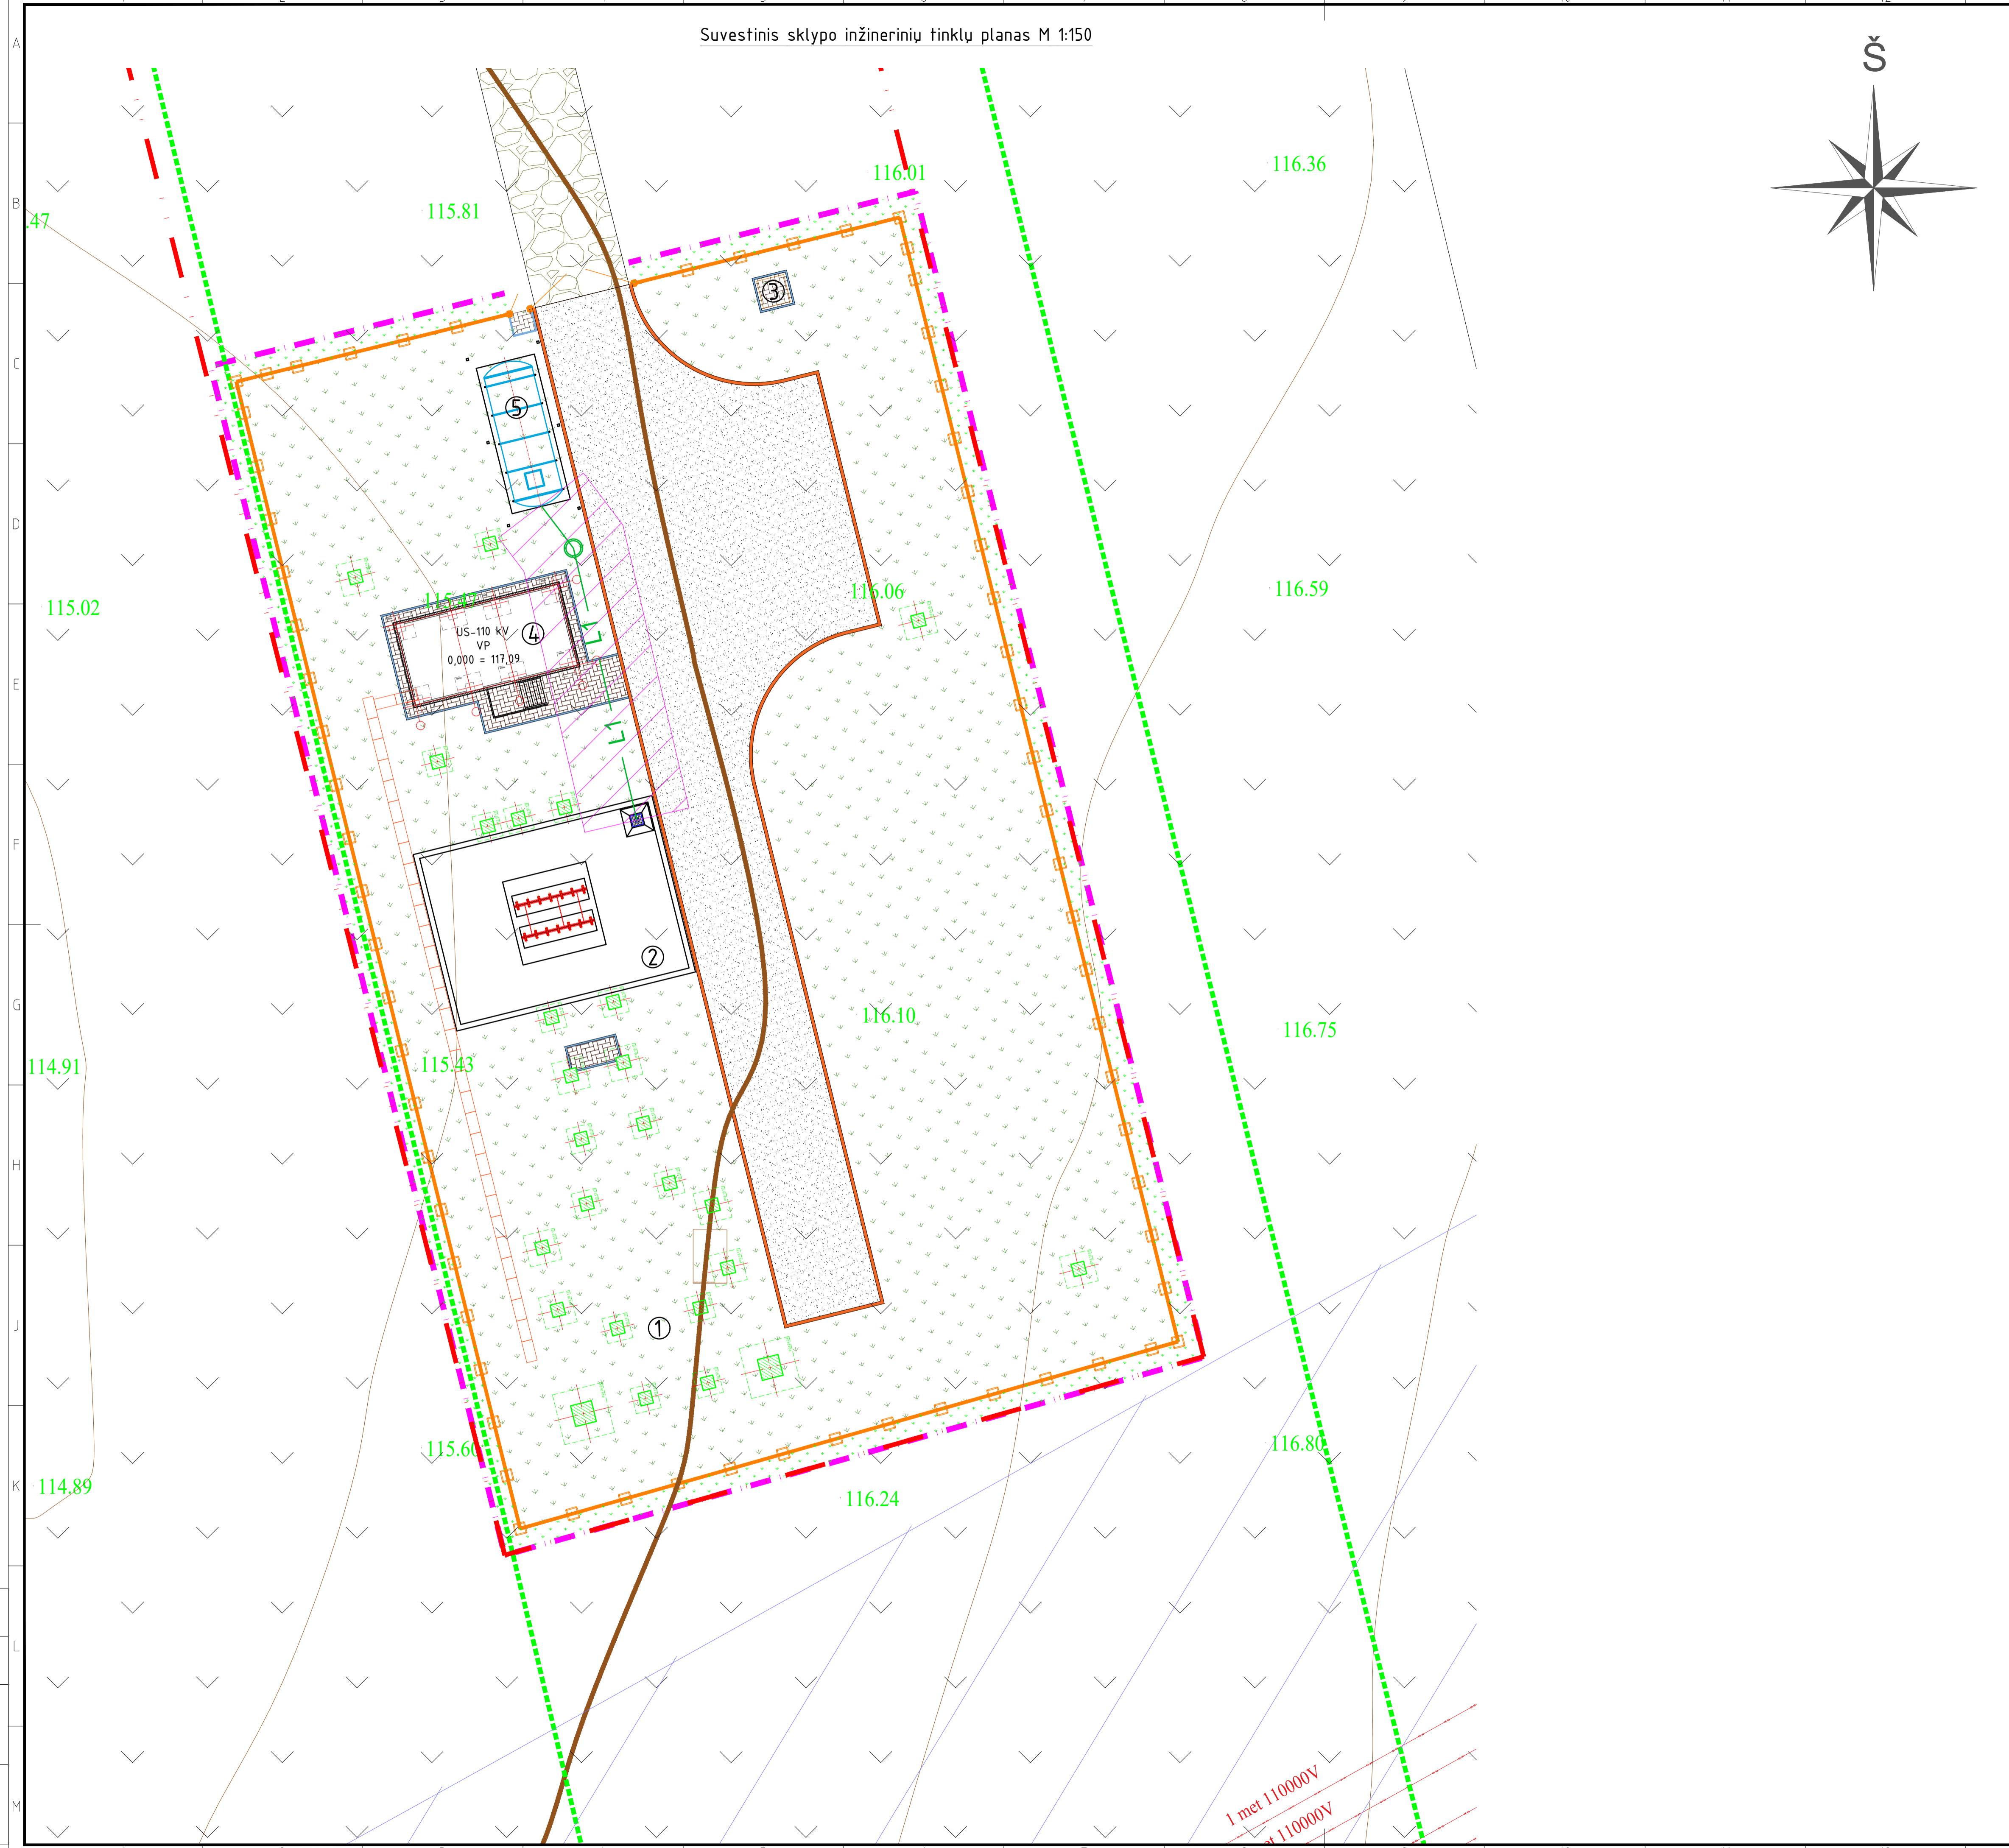 Suvestinis sklypo inžinerinių tinklų planas M 1:150
Š
A
B
C
D
E
F
G
H
J
K
L
M
116.36
116.01
115.81
.47
3
5
115.02
116.06
116.59
US-110 kV
VP
0,000 = 117,09
4
L1
L1
2
114.91
115.43
116.10
116.75
1
114.89
115.60
116.24
116.80
1 met 110000V
110000V